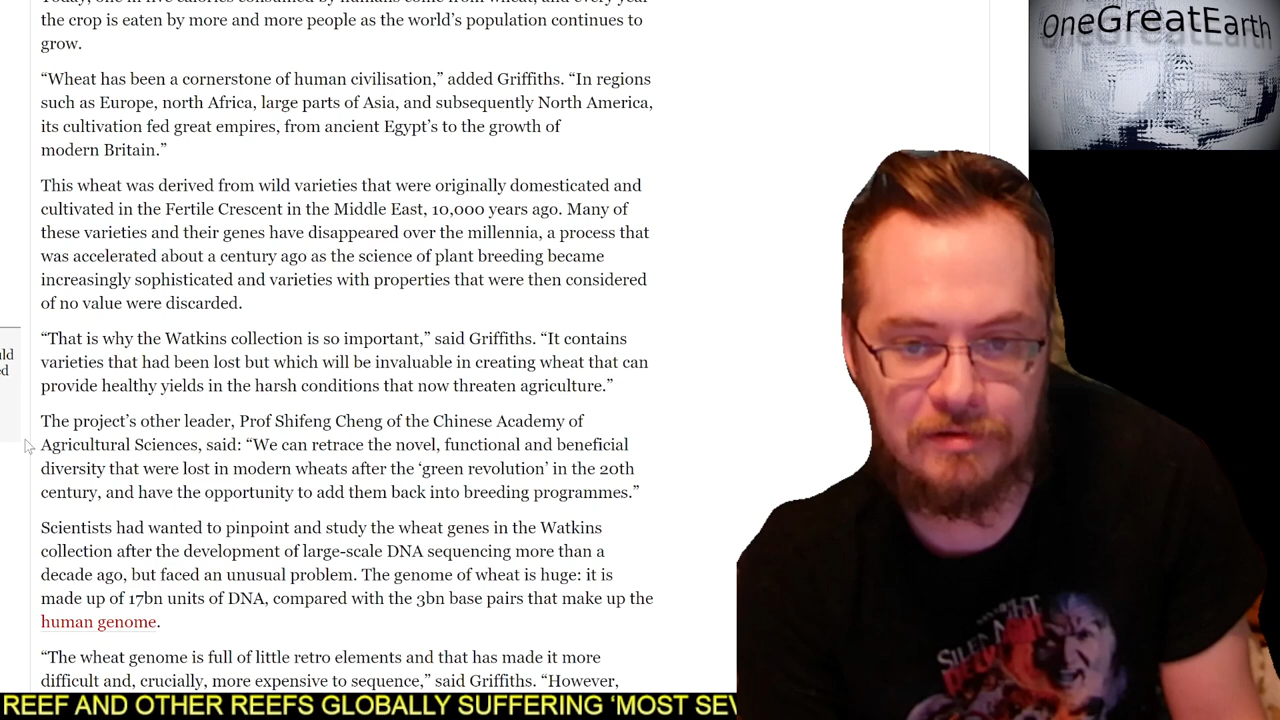 the crop is eaten by more and more people as the world’s population continues to
grow.
“Wheat has been a cornerstone of human civilisation,” added Griffiths. “In regions
such as Europe, north Africa, large parts of Asia, and subsequently North America,
its cultivation fed great empires, from ancient Egypt’s to the growth of
modern Britain.”
This wheat was derived from wild varieties that were originally domesticated and
cultivated in the Fertile Crescent in the Middle East, 10,000 years ago. Many of
these varieties and their genes have disappeared over the millennia, a process that
was accelerated about a century ago as the science of plant breeding became
increasingly sophisticated and varieties with properties that were then considered
of no value were discarded.
“That is why the Watkins collection is so important,” said Griffiths. “It contains
varieties that had been lost but which will be invaluable in creating wheat that can
provide healthy yields in the harsh conditions that now threaten agriculture.”
The project’s other leader, Prof Shifeng Cheng of the Chinese Academy of
Agricultural Sciences, said: “We can retrace the novel, functional and beneficial
diversity that were lost in modern wheats after the ‘green revolution’ in the 20th
century, and have the opportunity to add them back into breeding programmes.”
Scientists had wanted to pinpoint and study the wheat genes in the Watkins
collection after the development of large-scale DNA sequencing more than a
decade ago, but faced an unusual problem. The genome of wheat is huge: it is
made up of 17bn units of DNA, compared with the 3bn base pairs that make up the
human genome.
“The wheat genome is full of little retro elements and that has made it more
difficult and, crucially, more expensive to sequence,” said Griffiths. “However,
OneGreatEarth
REEF AND OTHER REEFS GLOBALLY SUFFERING ‘MOST SEV